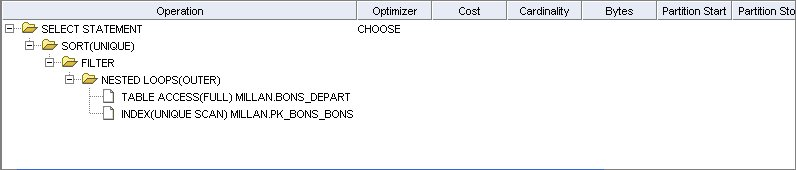 Operation Optimizer Cost Cardinality Bytes Partition Start Partition Sto
SELECT STATEMENT CHOOSE
SORT(UNIQUE)
FILTER
NESTED LOOPS(OUTER)
TABLE ACCESS(FULL) MILLAN.BONS_DEPART
INDEX(UNIQUE SCAN) MILLAN.PK_BONS_BONS